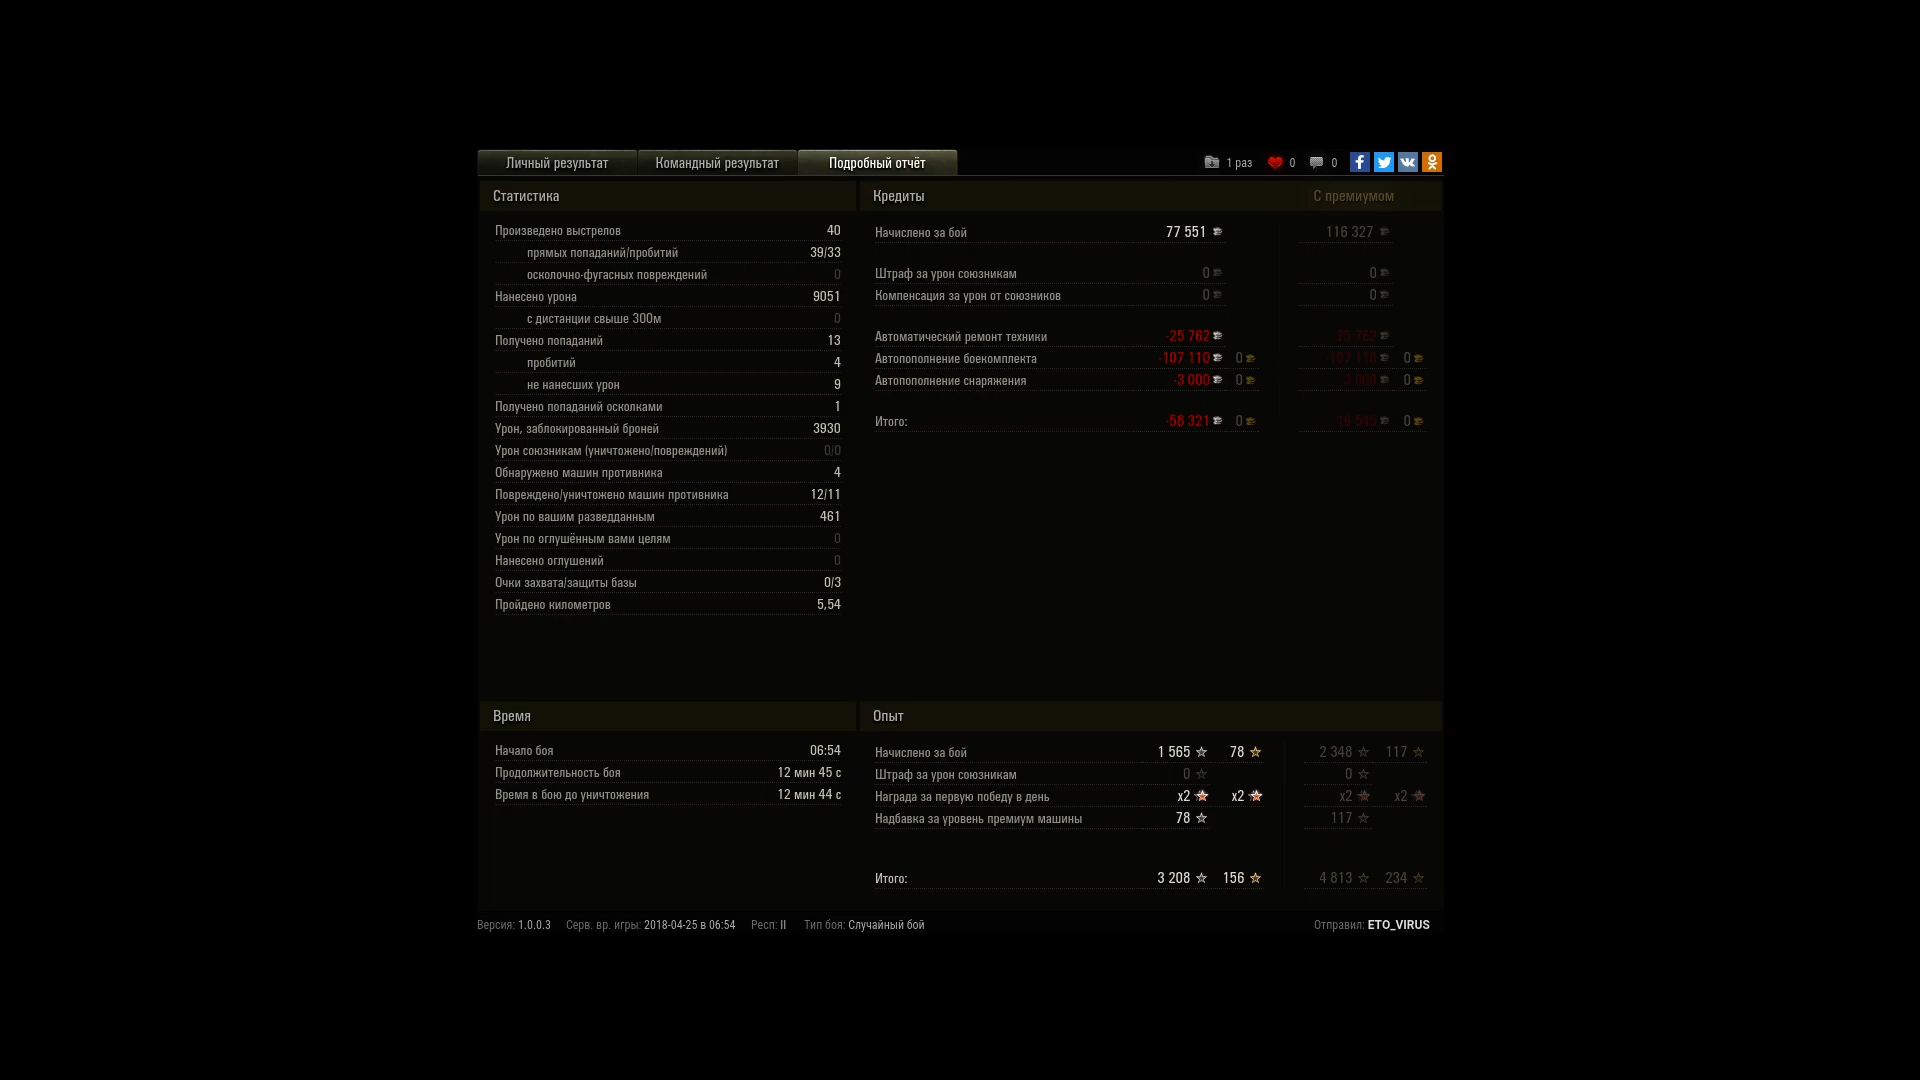 Личный результат Командный результат Подробный отчёт 1 раз 0 0
Статистика
Произведено выстрелов 40
прямых попаданий/пробитий 39/33
осколочно-фугасных повреждений 0
Нанесено урона 9051
с дистанции свыше 300м 0
Получено попаданий 13
пробитий 4
не нанесших урон 9
Получено попаданий осколками 1
Урон, заблокированный броней 3930
Урон союзникам (уничтожено/повреждений) 0/0
Обнаружено машин противника 4
Повреждено/уничтожено машин противника 12/11
Урон по вашим разведданным 461
Урон по оглушённым вами целям 0
Нанесено оглушений 0
Очки захвата/защиты базы 0/3
Пройдено километров 5,54
Кредиты С премиумом
Начислено за бой 77 551 116 327
Штраф за урон союзникам 0 0
Компенсация за урон от союзников 0 0
Автоматический ремонт техники -25 762 -25 762
Автопополнение боекомплекта -107 110 0 -107 110 0
Автопополнение снаряжения -3 000 0 -3 000 0
Итого: -58 321 0 0
Время
Начало боя 06:54
Продолжительность боя 12 мин 45 с
Время в бою до уничтожения 12 мин 44 с
Опыт
Начислено за бой 1 565 78 2 348 117
Штраф за урон союзникам 0 0
Награда за первую победу в день x2 x2 x2 x2
Надбавка за уровень премиум машины 78 117
Итого: 3 208 156 4 813 234
Версия: 1.0.0.3 Серв. вр. игры: 2018-04-25 в 06:54 Респ: II Тип боя: Случайный бой Отправил: ETO_VIRUS